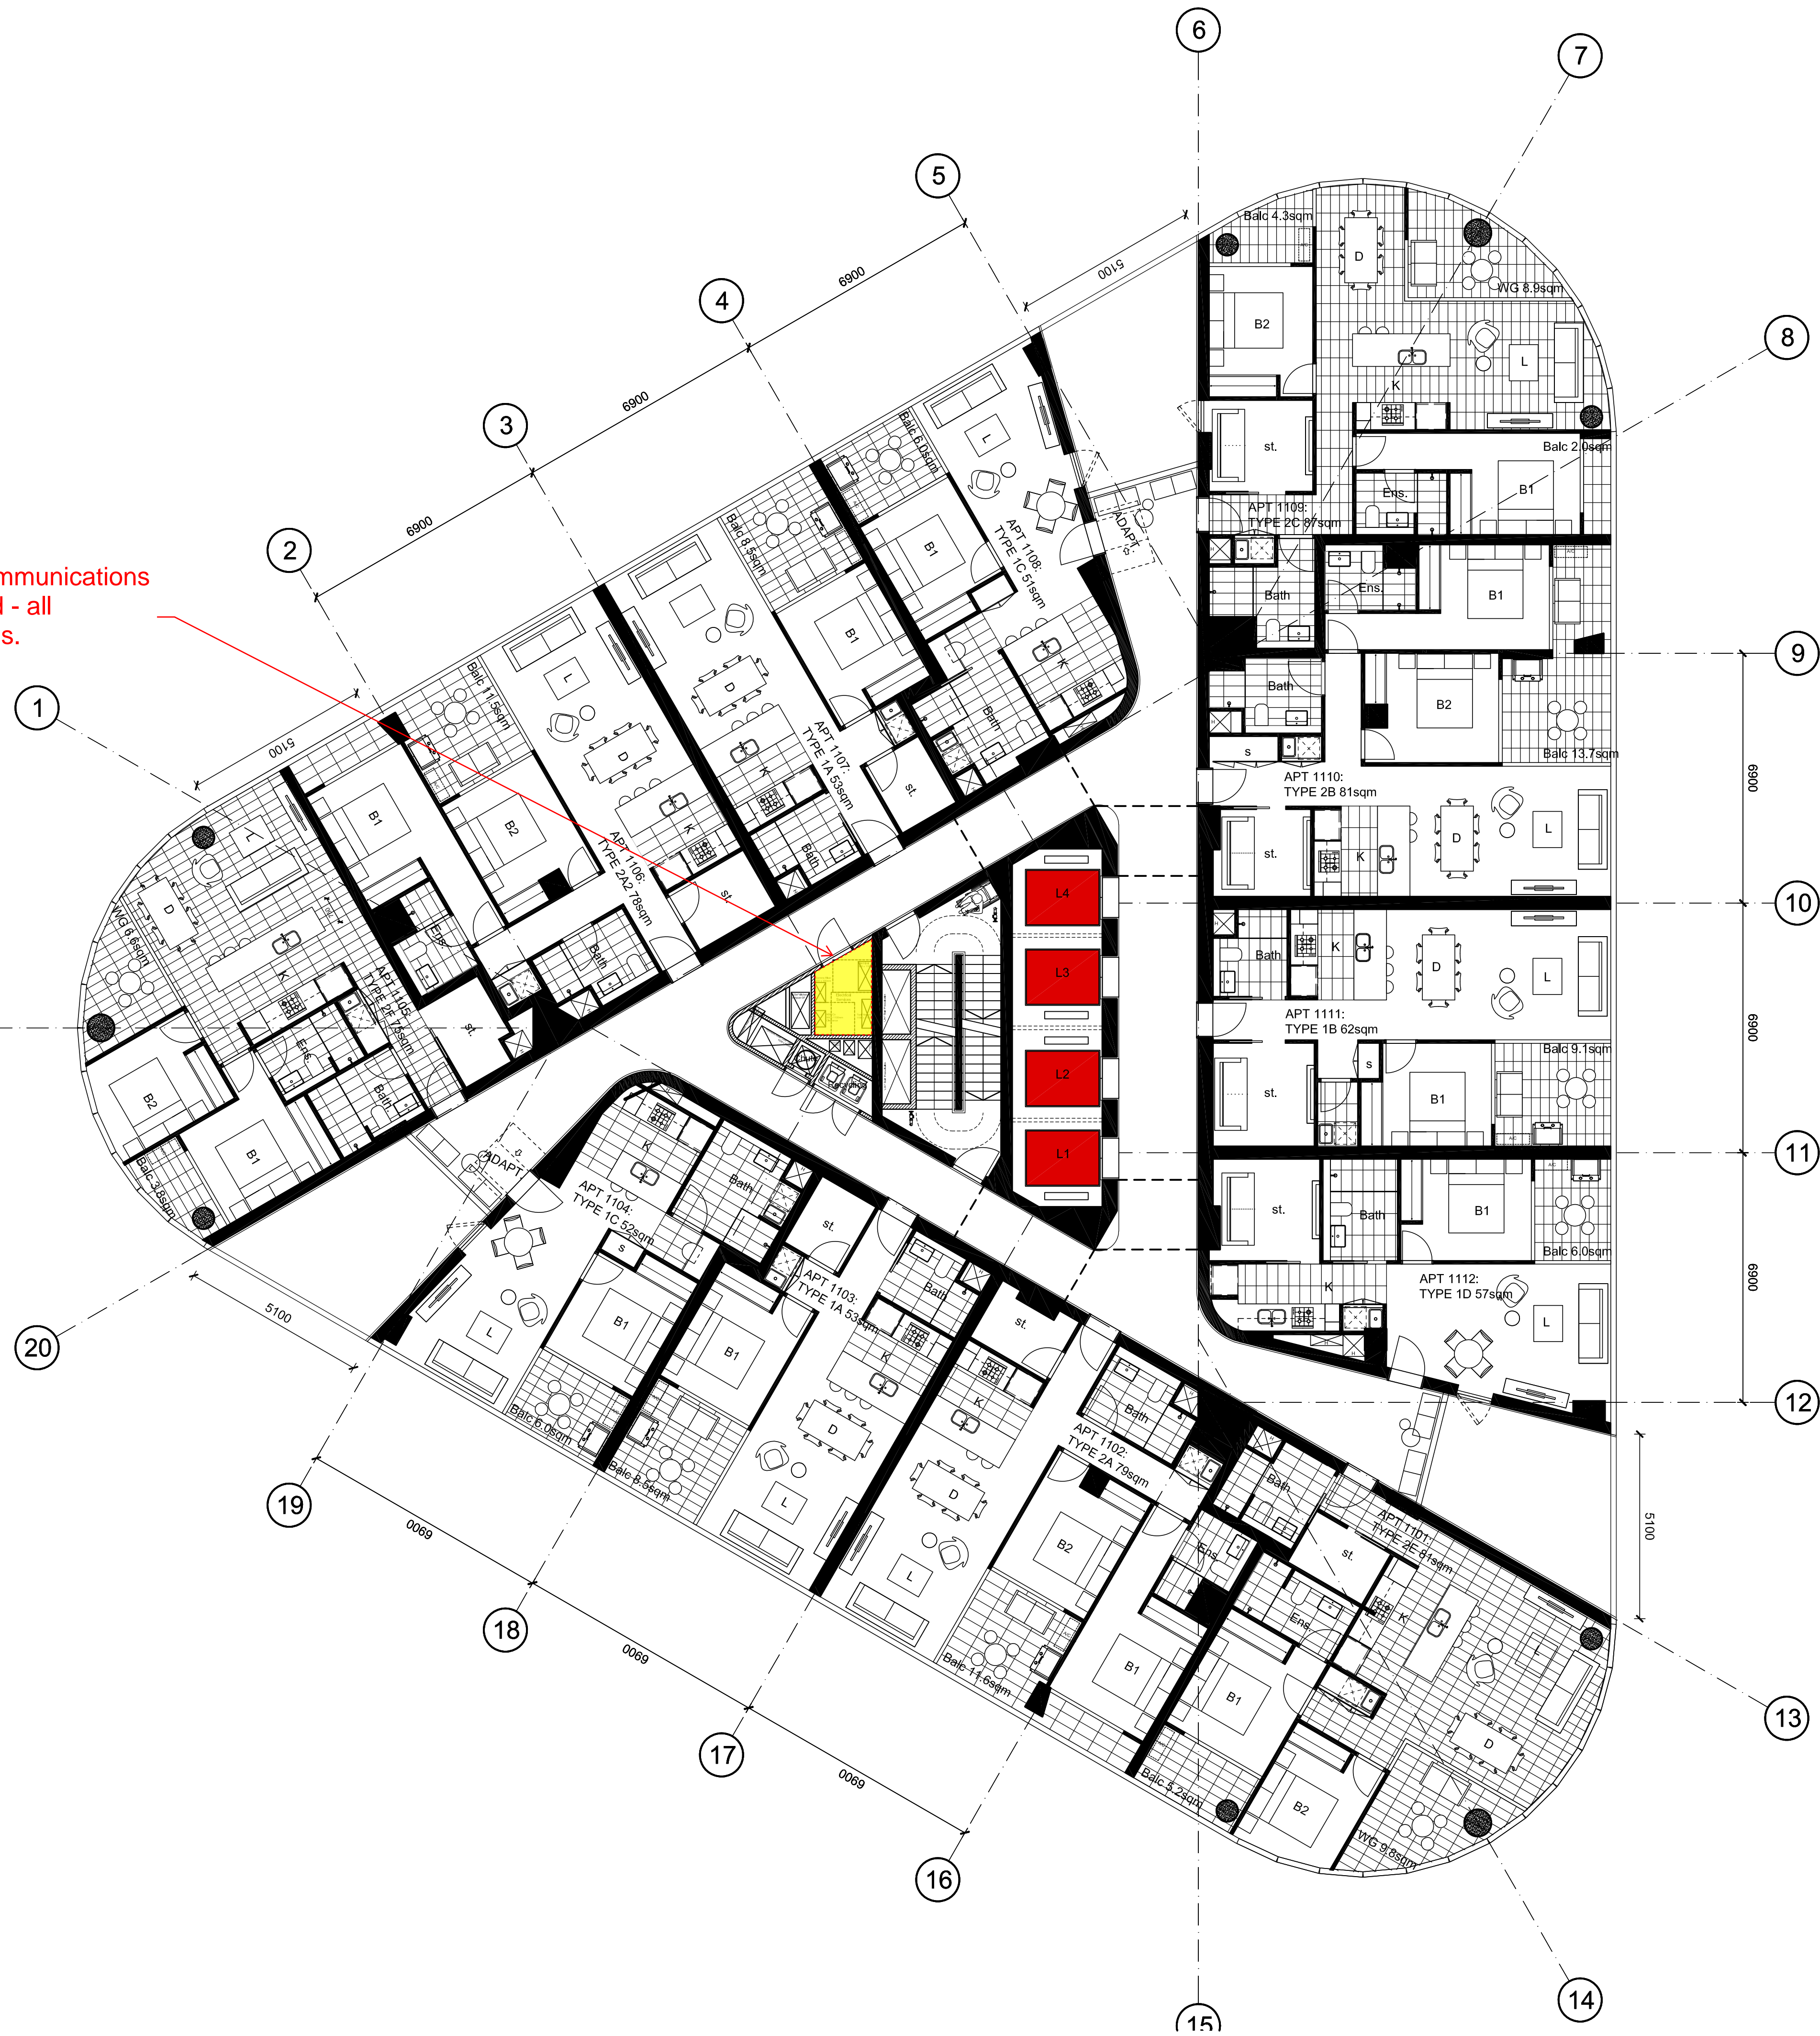 6
7
5
4
8
3
2
1
9
10
11
12
13
14
15
16
17
18
19
20
mmunications
d - all
s.
5100
6900
6900
6900
5100
6900
6900
6900
5100
6900
6900
6900
5100
Balc 4.3sqm
D
WG 8.9sqm
B2
L
K
st.
Balc 2.0sqm
Ens.
B1
APT 1109:
TYPE 2C 87sqm
Bath
Ens.
B1
Bath
B2
Balc 13.7sqm
s
APT 1110:
TYPE 2B 81sqm
st.
K
D
L
Bath
K
D
L
APT 1111:
TYPE 1B 62sqm
st.
s
B1
Balc 9.1sqm
A/C
st.
Bath
B1
Balc 6.0sqm
K
APT 1112:
TYPE 1D 57sqm
L
Balc 6.0sqm
L
B1
APT 1108:
TYPE 1C 51sqm
ADAPT
K
Bath
Balc 8.5sqm
B1
D
K
APT 1107:
TYPE 1A 53sqm
st.
Bath
Balc 11.5sqm
L
D
B1
B2
K
APT 1106:
TYPE 2A2 78sqm
st.
Ens.
Bath
L
D
WG 6.6sqm
K
APT 1105:
TYPE 2F 75sqm
st.
Ens.
Bath
B2
B1
Balc 3.8sqm
L4
L3
L2
L1
ADAPT
K
Bath
APT 1104:
TYPE 1C 52sqm
s
st.
L
B1
Balc 6.0sqm
B1
APT 1103:
TYPE 1A 53sqm
Bath
K
D
L
Balc 8.5sqm
st.
K
Bath
APT 1102:
TYPE 2A 79sqm
D
L
B2
Ens.
B1
Balc 11.6sqm
Bath
APT 1101:
TYPE 2E 81sqm
st.
Ens.
K
L
D
B1
B2
Balc 5.2sqm
WG 9.8sqm